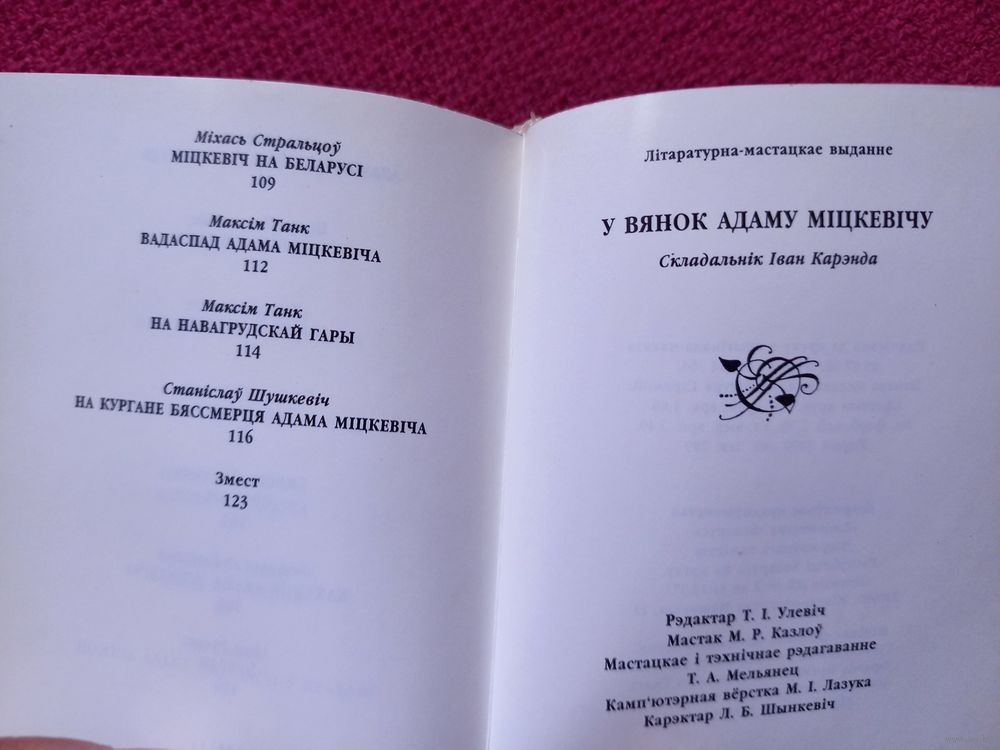 Міхась Стральцоў
МІЦКЕВІЧ НА БЕЛАРУСІ
109
Максім Танк
ВАДАСПАД АДАМА МІЦКЕВІЧА
112
Максім Танк
НА НАВАГРУДСКАЙ ГАРЫ
114
Станіслаў Шушкевіч
НА КУРГАНЕ БЯССМЕРЦЯ АДАМА МІЦКЕВІЧА
116
Змест
123
Літаратурна-мастацкае выданне
У ВЯНОК АДАМУ МІЦКЕВІЧУ
Складальнік Іван Карэнда
Рэдактар Т. І. Улевіч
Мастак М. Р. Казлоў
Мастацкае і тэхнічнае рэдагаванне
Т. А. Мельянец
Камп'ютэрная вёрстка М. І. Лазука
Карэктар Л. Б. Шынкевіч